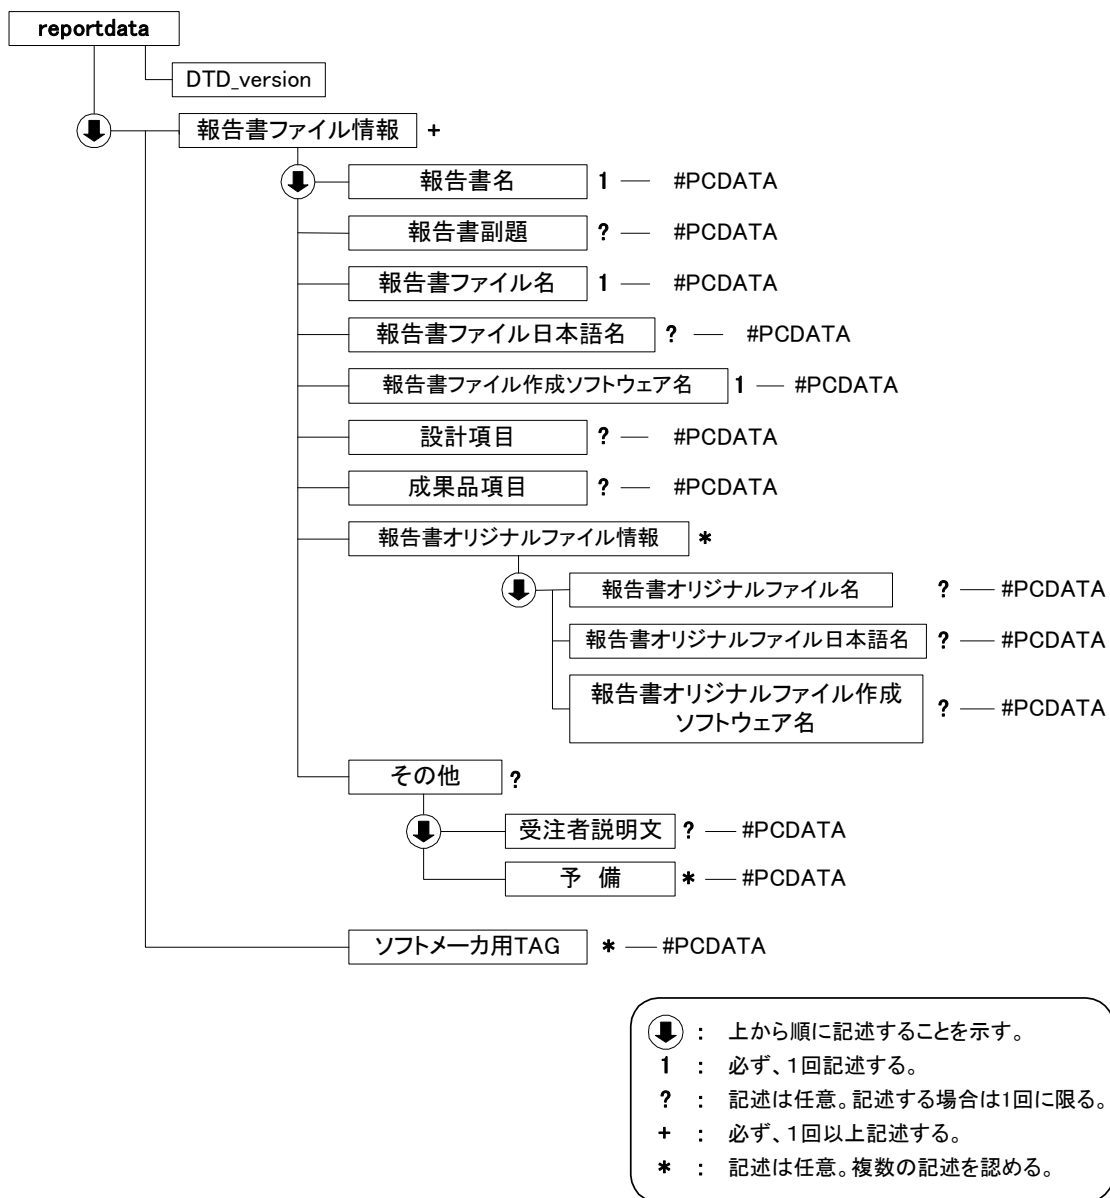 reportdata
DTD_version
報告書ファイル情報 +
報告書名 1 — #PCDATA
報告書副題 ? — #PCDATA
報告書ファイル名 1 — #PCDATA
報告書ファイル日本語名 ? — #PCDATA
報告書ファイル作成ソフトウェア名 1 — #PCDATA
設計項目 ? — #PCDATA
成果品項目 ? — #PCDATA
報告書オリジナルファイル情報 *
報告書オリジナルファイル名 ? — #PCDATA
報告書オリジナルファイル日本語名 ? — #PCDATA
報告書オリジナルファイル作成
ソフトウェア名 ? — #PCDATA
その他 ?
受注者説明文 ? — #PCDATA
予 備 * — #PCDATA
ソフトメーカ用TAG * — #PCDATA
: 上から順に記述することを示す。
1 : 必ず、1回記述する。
? : 記述は任意。記述する場合は1回に限る。
+ : 必ず、1回以上記述する。
* : 記述は任意。複数の記述を認める。